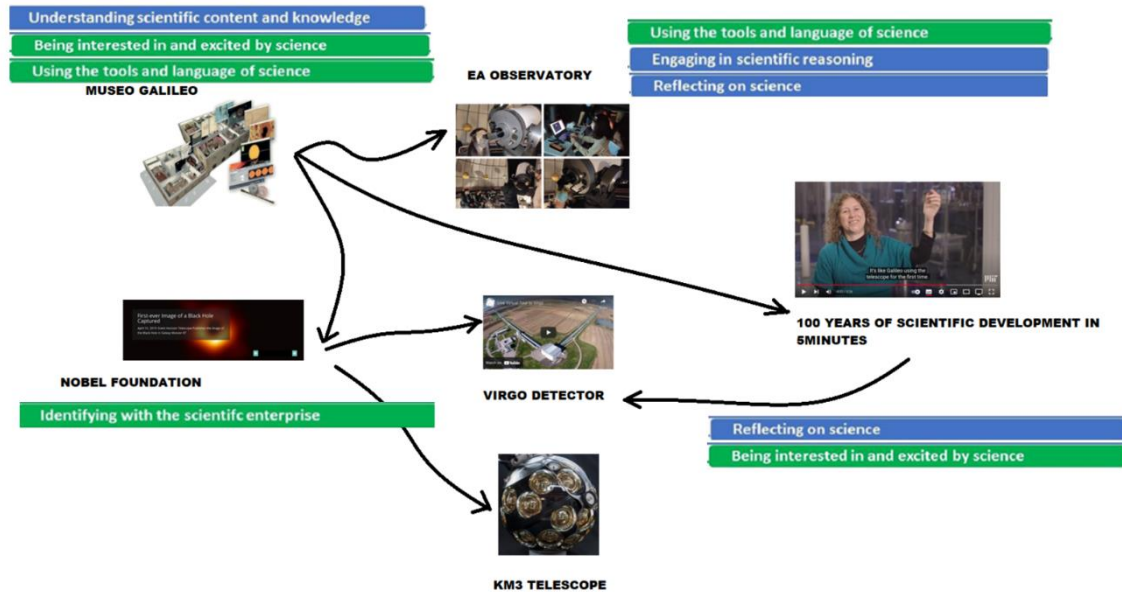 Understanding scientific content and knowledge
Being interested in and excited by science
Using the tools and language of science
MUSEO GALILEO
EA OBSERVATORY
Using the tools and language of science
Engaging in scientific reasoning
Reflecting on science
It's like Galileo using the
telescope for the first time
100 YEARS OF SCIENTIFIC DEVELOPMENT IN
5MINUTES
First-ever Image of a Black Hole
Captured
NOBEL FOUNDATION
Identifying with the scientifc enterprise
VIRGO DETECTOR
Reflecting on science
Being interested in and excited by science
KM3 TELESCOPE